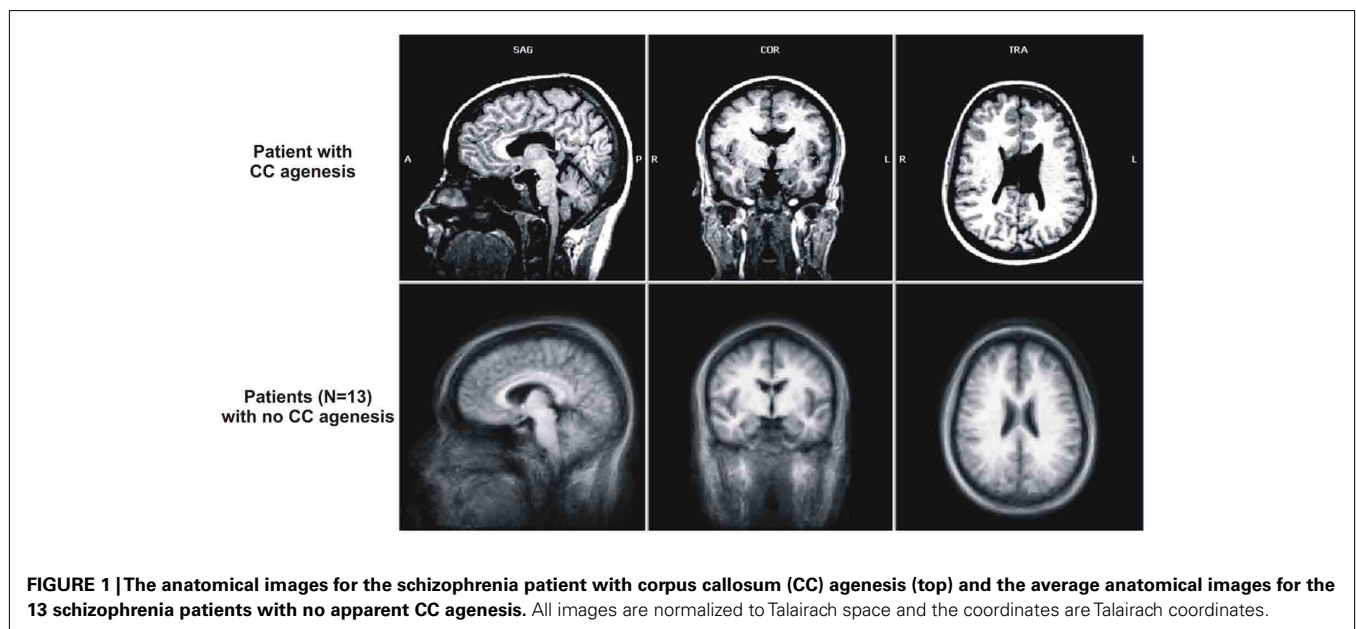 SAG
COR
TRA
Patient with
CC agenesis
A
P
R
L
R
L
Patients (N=13)
with no CC agenesis
FIGURE 1 | The anatomical images for the schizophrenia patient with corpus callosum (CC) agenesis (top) and the average anatomical images for the
13 schizophrenia patients with no apparent CC agenesis. All images are normalized to Talairach space and the coordinates are Talairach coordinates.